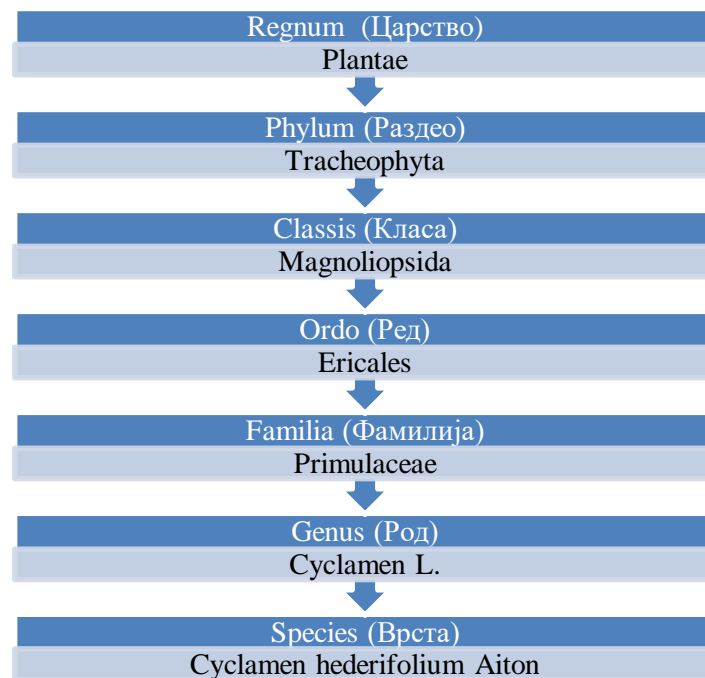 Regnum (Царство)
Plantae
Phylum (Раздео)
Tracheophyta
Classis (Класа)
Magnoliopsida
Ordo (Ред)
Ericales
Familia (Фамилија)
Primulaceae
Genus (Род)
Cyclamen L.
Species (Врста)
Cyclamen hederifolium Aiton